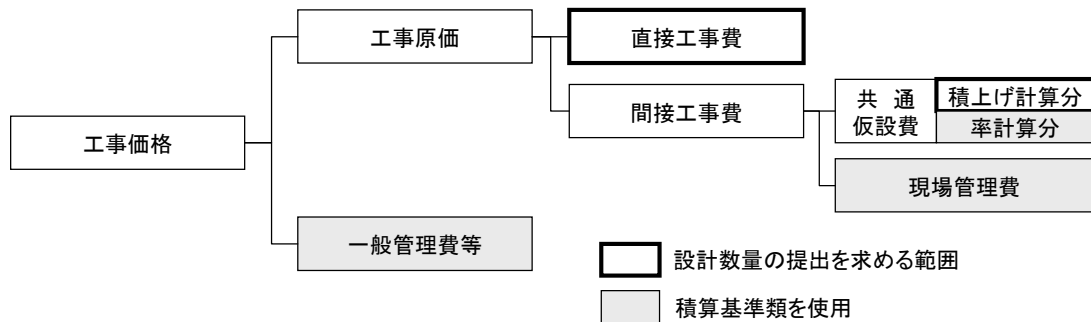 工事価格
工事原価
一般管理費等
直接工事費
間接工事費
共 通
仮設費
積上げ計算分
率計算分
現場管理費
設計数量の提出を求める範囲
積算基準類を使用